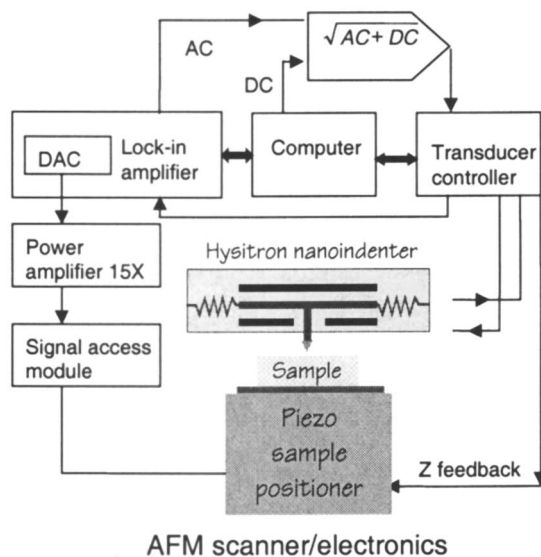 AC
√AC+ DC
DC
DAC
Lock-in
amplifier
Computer
Transducer
controller
Power
amplifier 15X
Hysitron nanoindenter
Signal access
module
Sample
Piezo
sample
positioner
Z feedback
AFM scanner/electronics